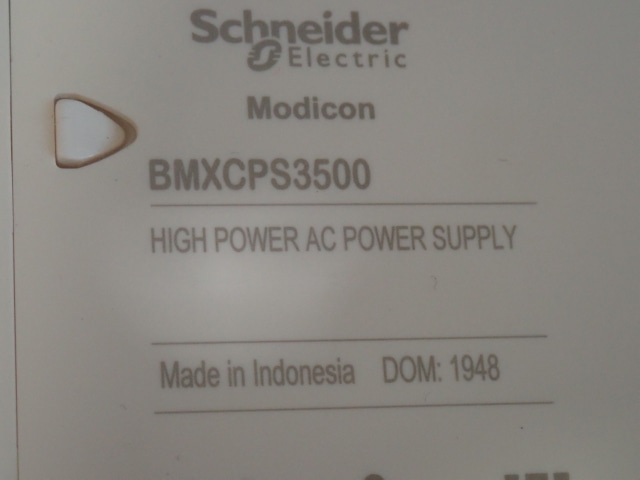 Schneider
Electric
Modicon
BMXCPS3500
HIGH POWER AC POWER SUPPLY
Made in Indonesia DOM: 1948